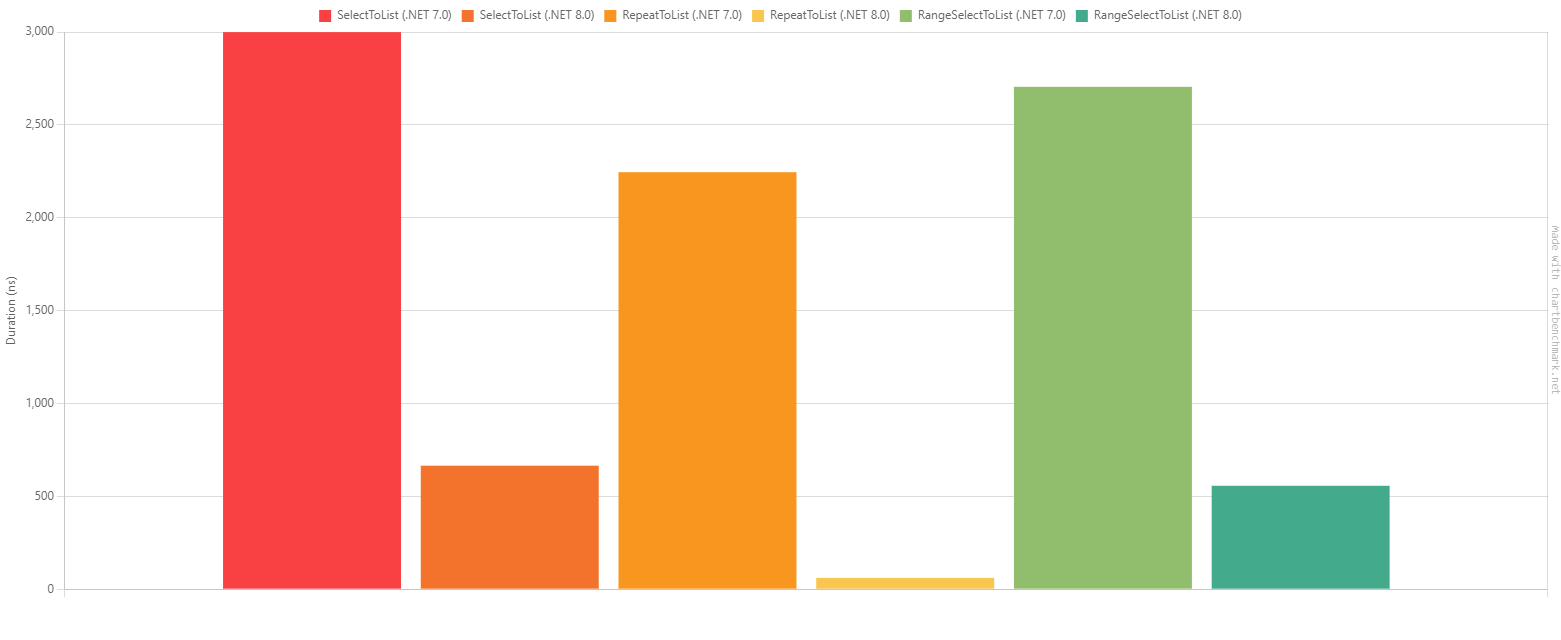 SelectToList (.NET 7.0) SelectToList (.NET 8.0) RepeatToList (.NET 7.0) RepeatToList (.NET 8.0) RangeSelectToList (.NET 7.0) RangeSelectToList (.NET 8.0)
3,000
2,500
2,000
1,500
1,000
500
0
Duration (ns)
Made with chartbenchmark.net